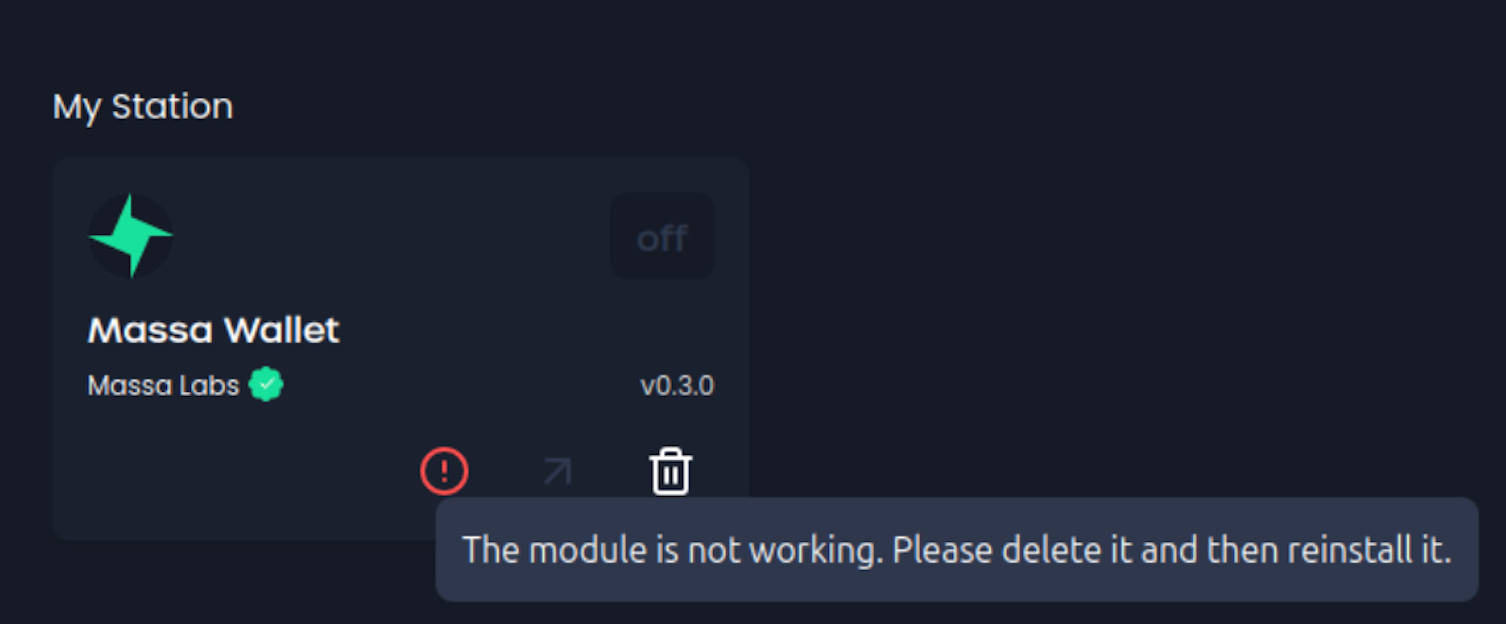 My Station
off
Massa Wallet
Massa Labs
v0.3.0
The module is not working. Please delete it and then reinstall it.